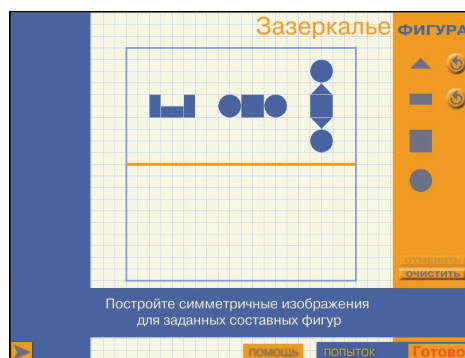 Зазеркалье
ФИГУРА
ОТМЕНИТЬ
ОЧИСТИТЬ
Постройте симметричные изображения
для заданных составных фигур
ПОМОЩЬ
ПОПЫТОК
Готово